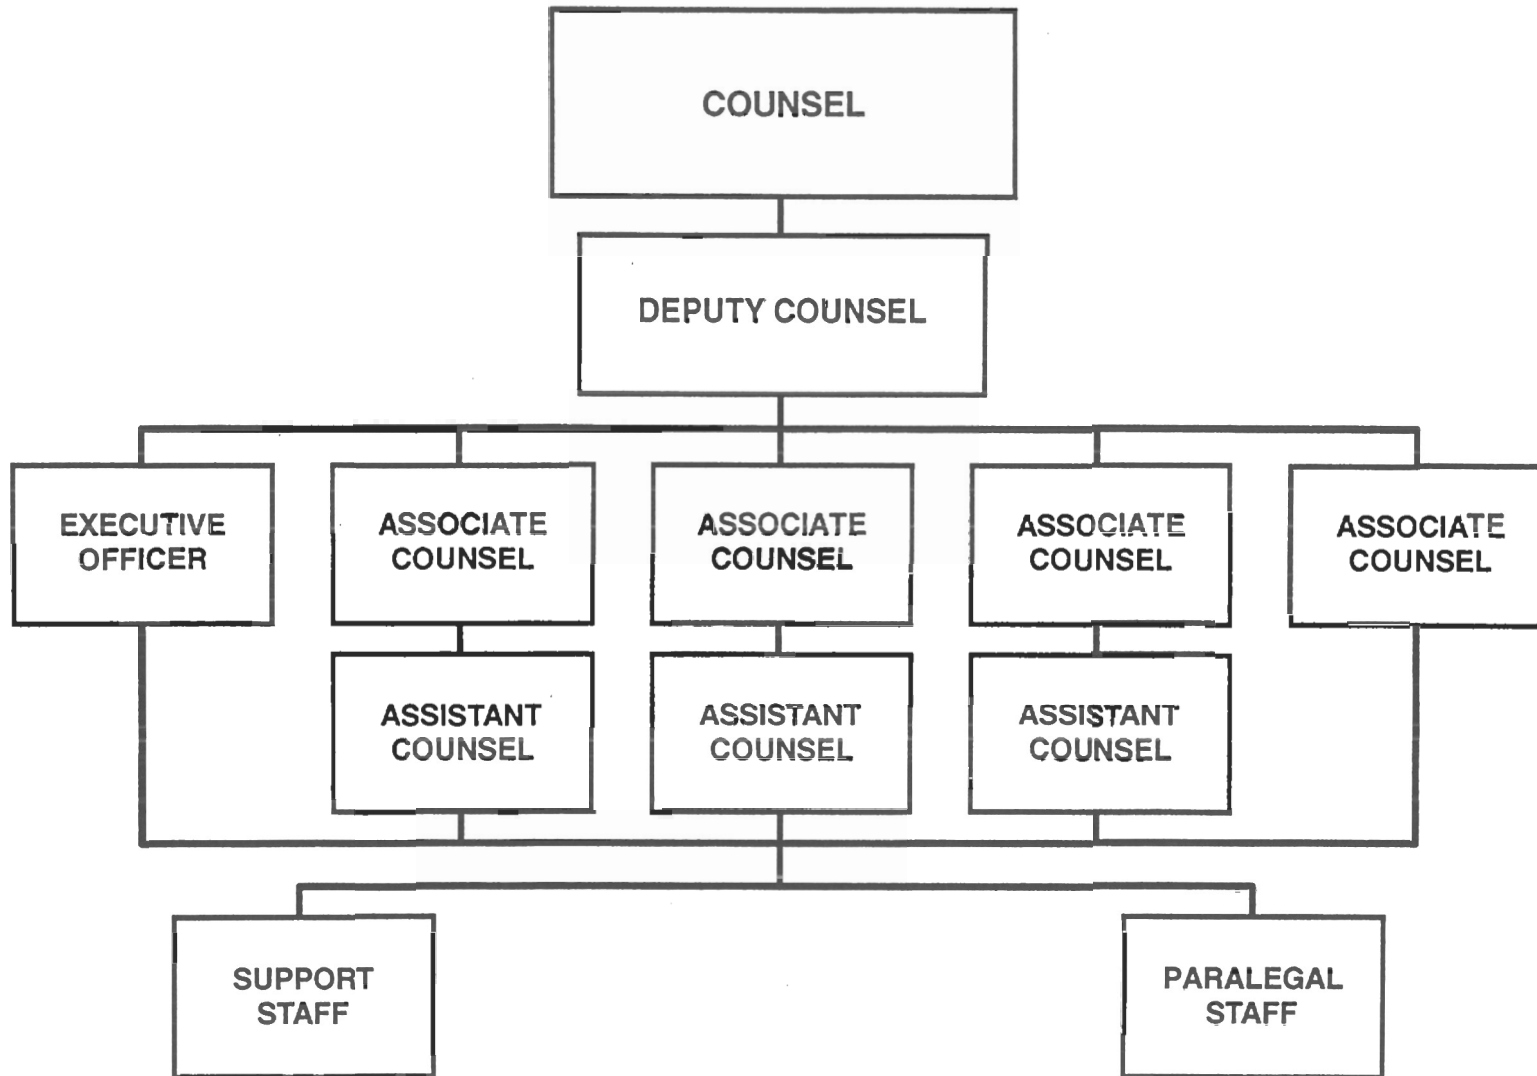 COUNSEL
DEPUTY COUNSEL
EXECUTIVE
OFFICER
ASSOCIATE
COUNSEL
ASSOCIATE
COUNSEL
ASSOCIATE
COUNSEL
ASSOCIATE
COUNSEL
ASSISTANT
COUNSEL
ASSISTANT
COUNSEL
ASSISTANT
COUNSEL
SUPPORT
STAFF
PARALEGAL
STAFF